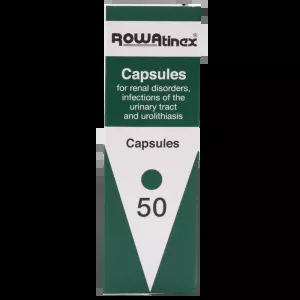 ROWAtinex®
Capsules
for renal disorders,
infections of the
urinary tract
and urolithiasis
Capsules
50